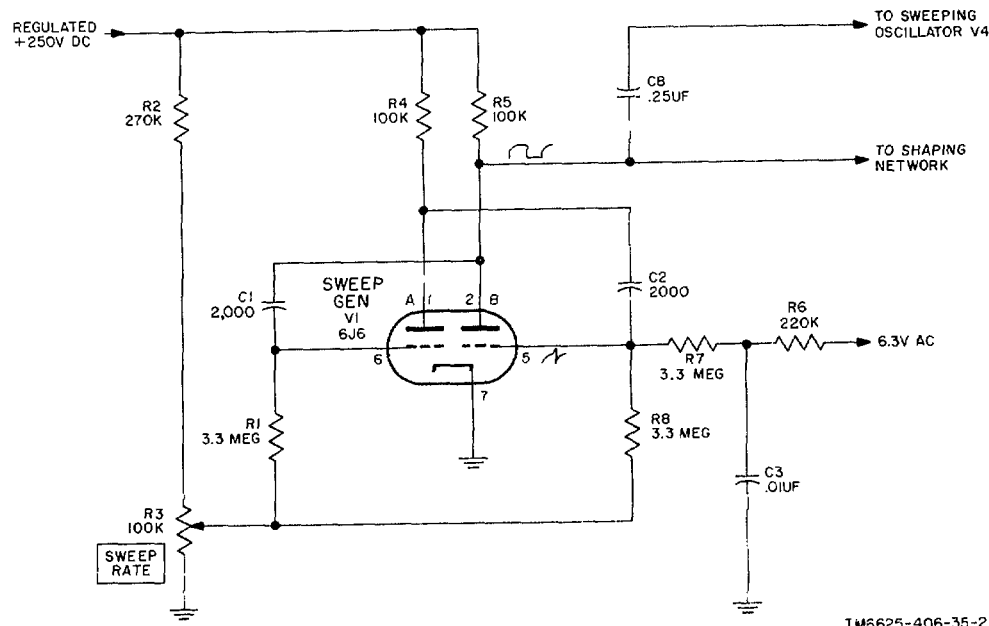 REGULATED
+250V DC
TO SWEEPING
OSCILLATOR V4
R2
270K
R4
100K
R5
100K
C8
.25UF
TO SHAPING
NETWORK
C1
2,000
SWEEP
GEN
V1
6J6
A 1
2 B
C2
2000
R6
220K
6.3V AC
6
5
7
R7
3.3 MEG
R1
3.3 MEG
R8
3.3 MEG
C3
.01UF
R3
100K
SWEEP
RATE
TM6625-406-35-2